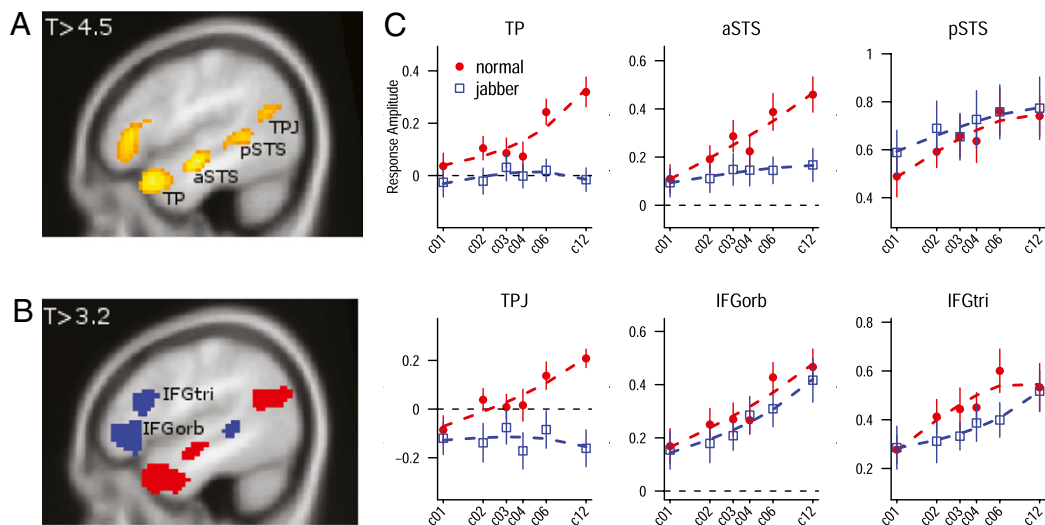 A
T>4.5
TPJ
pSTS
aSTS
TP
B
T>3.2
IFGtri
IFGorb
C
TP
normal
jabber
Response Amplitude
0.4
0.2
0
c01
c02
c03
c04
c06
c12
aSTS
0.6
0.4
0.2
0
c01
c02
c03
c04
c06
c12
pSTS
1
0.8
0.6
0.4
c01
c02
c03
c04
c06
c12
TPJ
0.2
0
−0.2
c01
c02
c03
c04
c06
c12
IFGorb
0.6
0.4
0.2
0
c01
c02
c03
c04
c06
c12
IFGtri
0.8
0.6
0.4
0.2
c01
c02
c03
c04
c06
c12